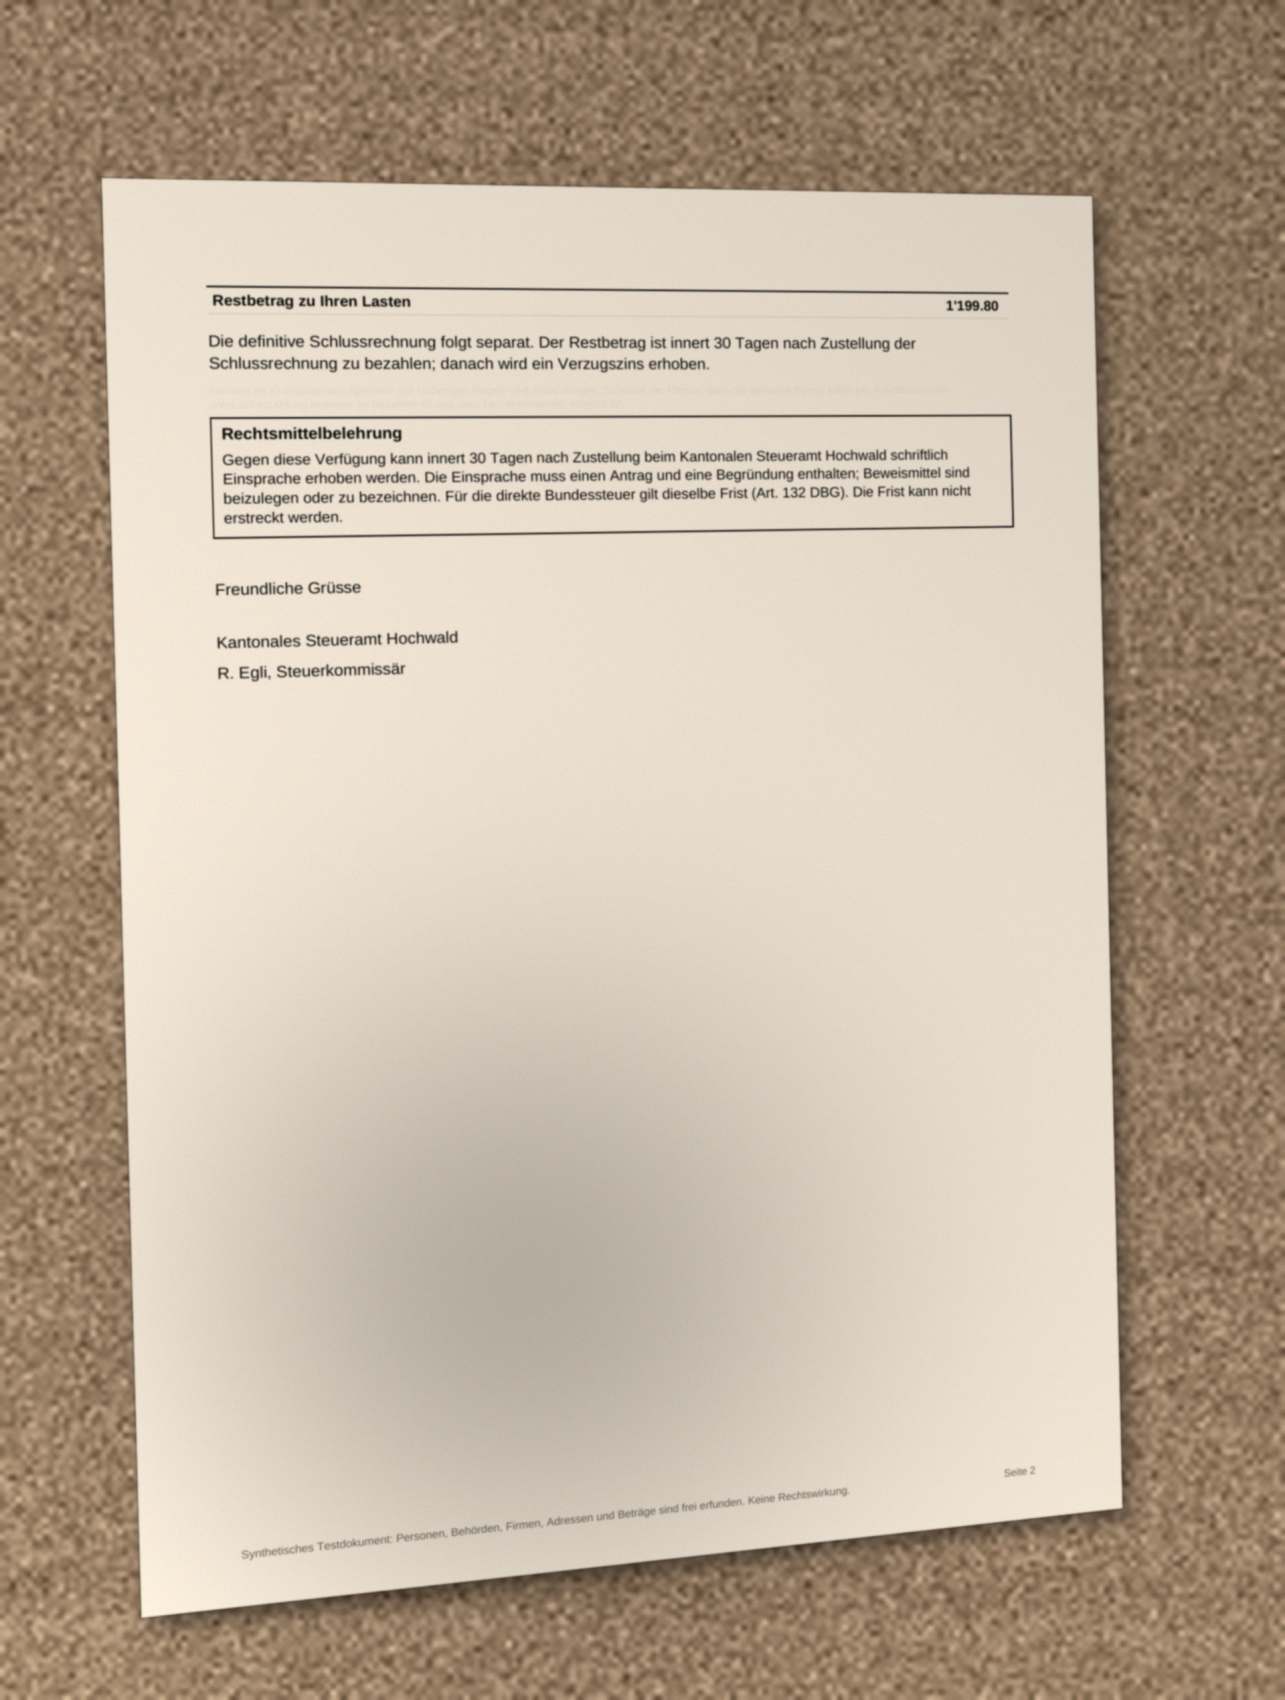 Restbetrag zu Ihren Lasten 1'199.80
Die definitive Schlussrechnung folgt separat. Der Restbetrag ist innert 30 Tagen nach Zustellung der
Schlussrechnung zu bezahlen; danach wird ein Verzugszins erhoben.
Rechtsmittelbelehrung
Gegen diese Verfügung kann innert 30 Tagen nach Zustellung beim Kantonalen Steueramt Hochwald schriftlich
Einsprache erhoben werden. Die Einsprache muss einen Antrag und eine Begründung enthalten; Beweismittel sind
beizulegen oder zu bezeichnen. Für die direkte Bundessteuer gilt dieselbe Frist (Art. 132 DBG). Die Frist kann nicht
erstreckt werden.
Freundliche Grüsse
Kantonales Steueramt Hochwald
R. Egli, Steuerkommissär
Seite 2
Synthetisches Testdokument: Personen, Behörden, Firmen, Adressen und Beträge sind frei erfunden. Keine Rechtswirkung.